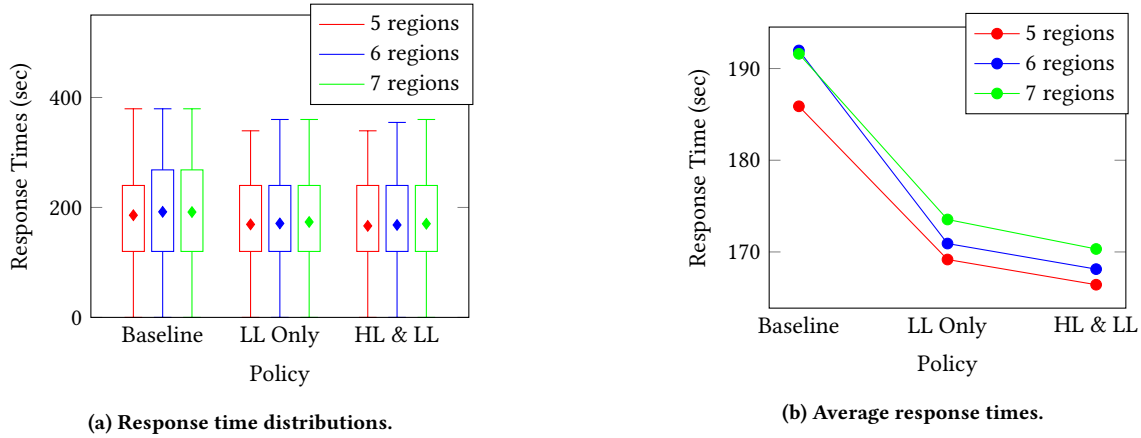 5 regions
6 regions
7 regions
400
200
0
Response Times (sec)
Baseline
LL Only
HL & LL
Policy
(a) Response time distributions.
5 regions
6 regions
7 regions
190
180
170
Response Time (sec)
Baseline
LL Only
HL & LL
Policy
(b) Average response times.